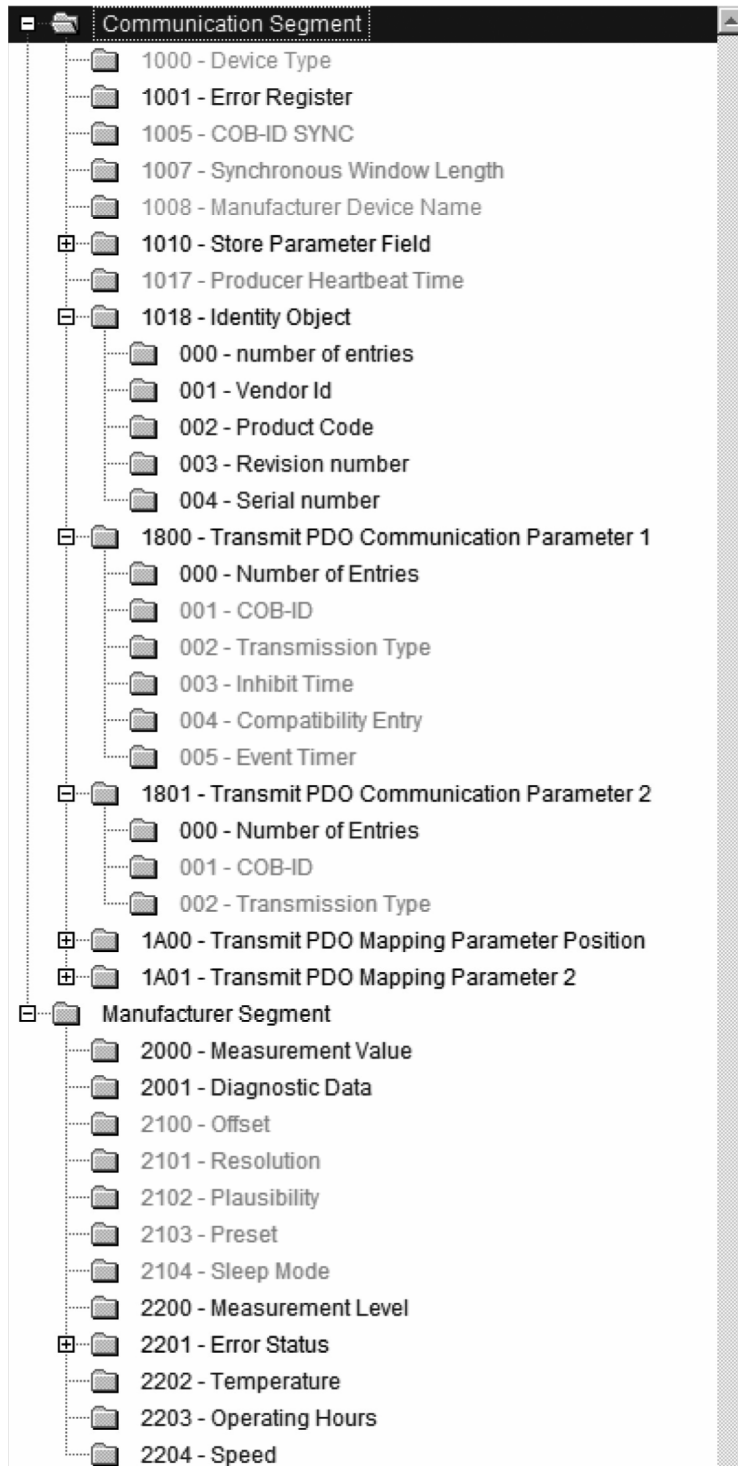 Communication Segment
1000 - Device Type
1001 - Error Register
1005 - COB-ID SYNC
1007 - Synchronous Window Length
1008 - Manufacturer Device Name
1010 - Store Parameter Field
1017 - Producer Heartbeat Time
1018 - Identity Object
000 - number of entries
001 - Vendor Id
002 - Product Code
003 - Revision number
004 - Serial number
1800 - Transmit PDO Communication Parameter 1
000 - Number of Entries
001 - COB-ID
002 - Transmission Type
003 - Inhibit Time
004 - Compatibility Entry
005 - Event Timer
1801 - Transmit PDO Communication Parameter 2
000 - Number of Entries
001 - COB-ID
002 - Transmission Type
1A00 - Transmit PDO Mapping Parameter Position
1A01 - Transmit PDO Mapping Parameter 2
Manufacturer Segment
2000 - Measurement Value
2001 - Diagnostic Data
2100 - Offset
2101 - Resolution
2102 - Plausibility
2103 - Preset
2104 - Sleep Mode
2200 - Measurement Level
2201 - Error Status
2202 - Temperature
2203 - Operating Hours
2204 - Speed